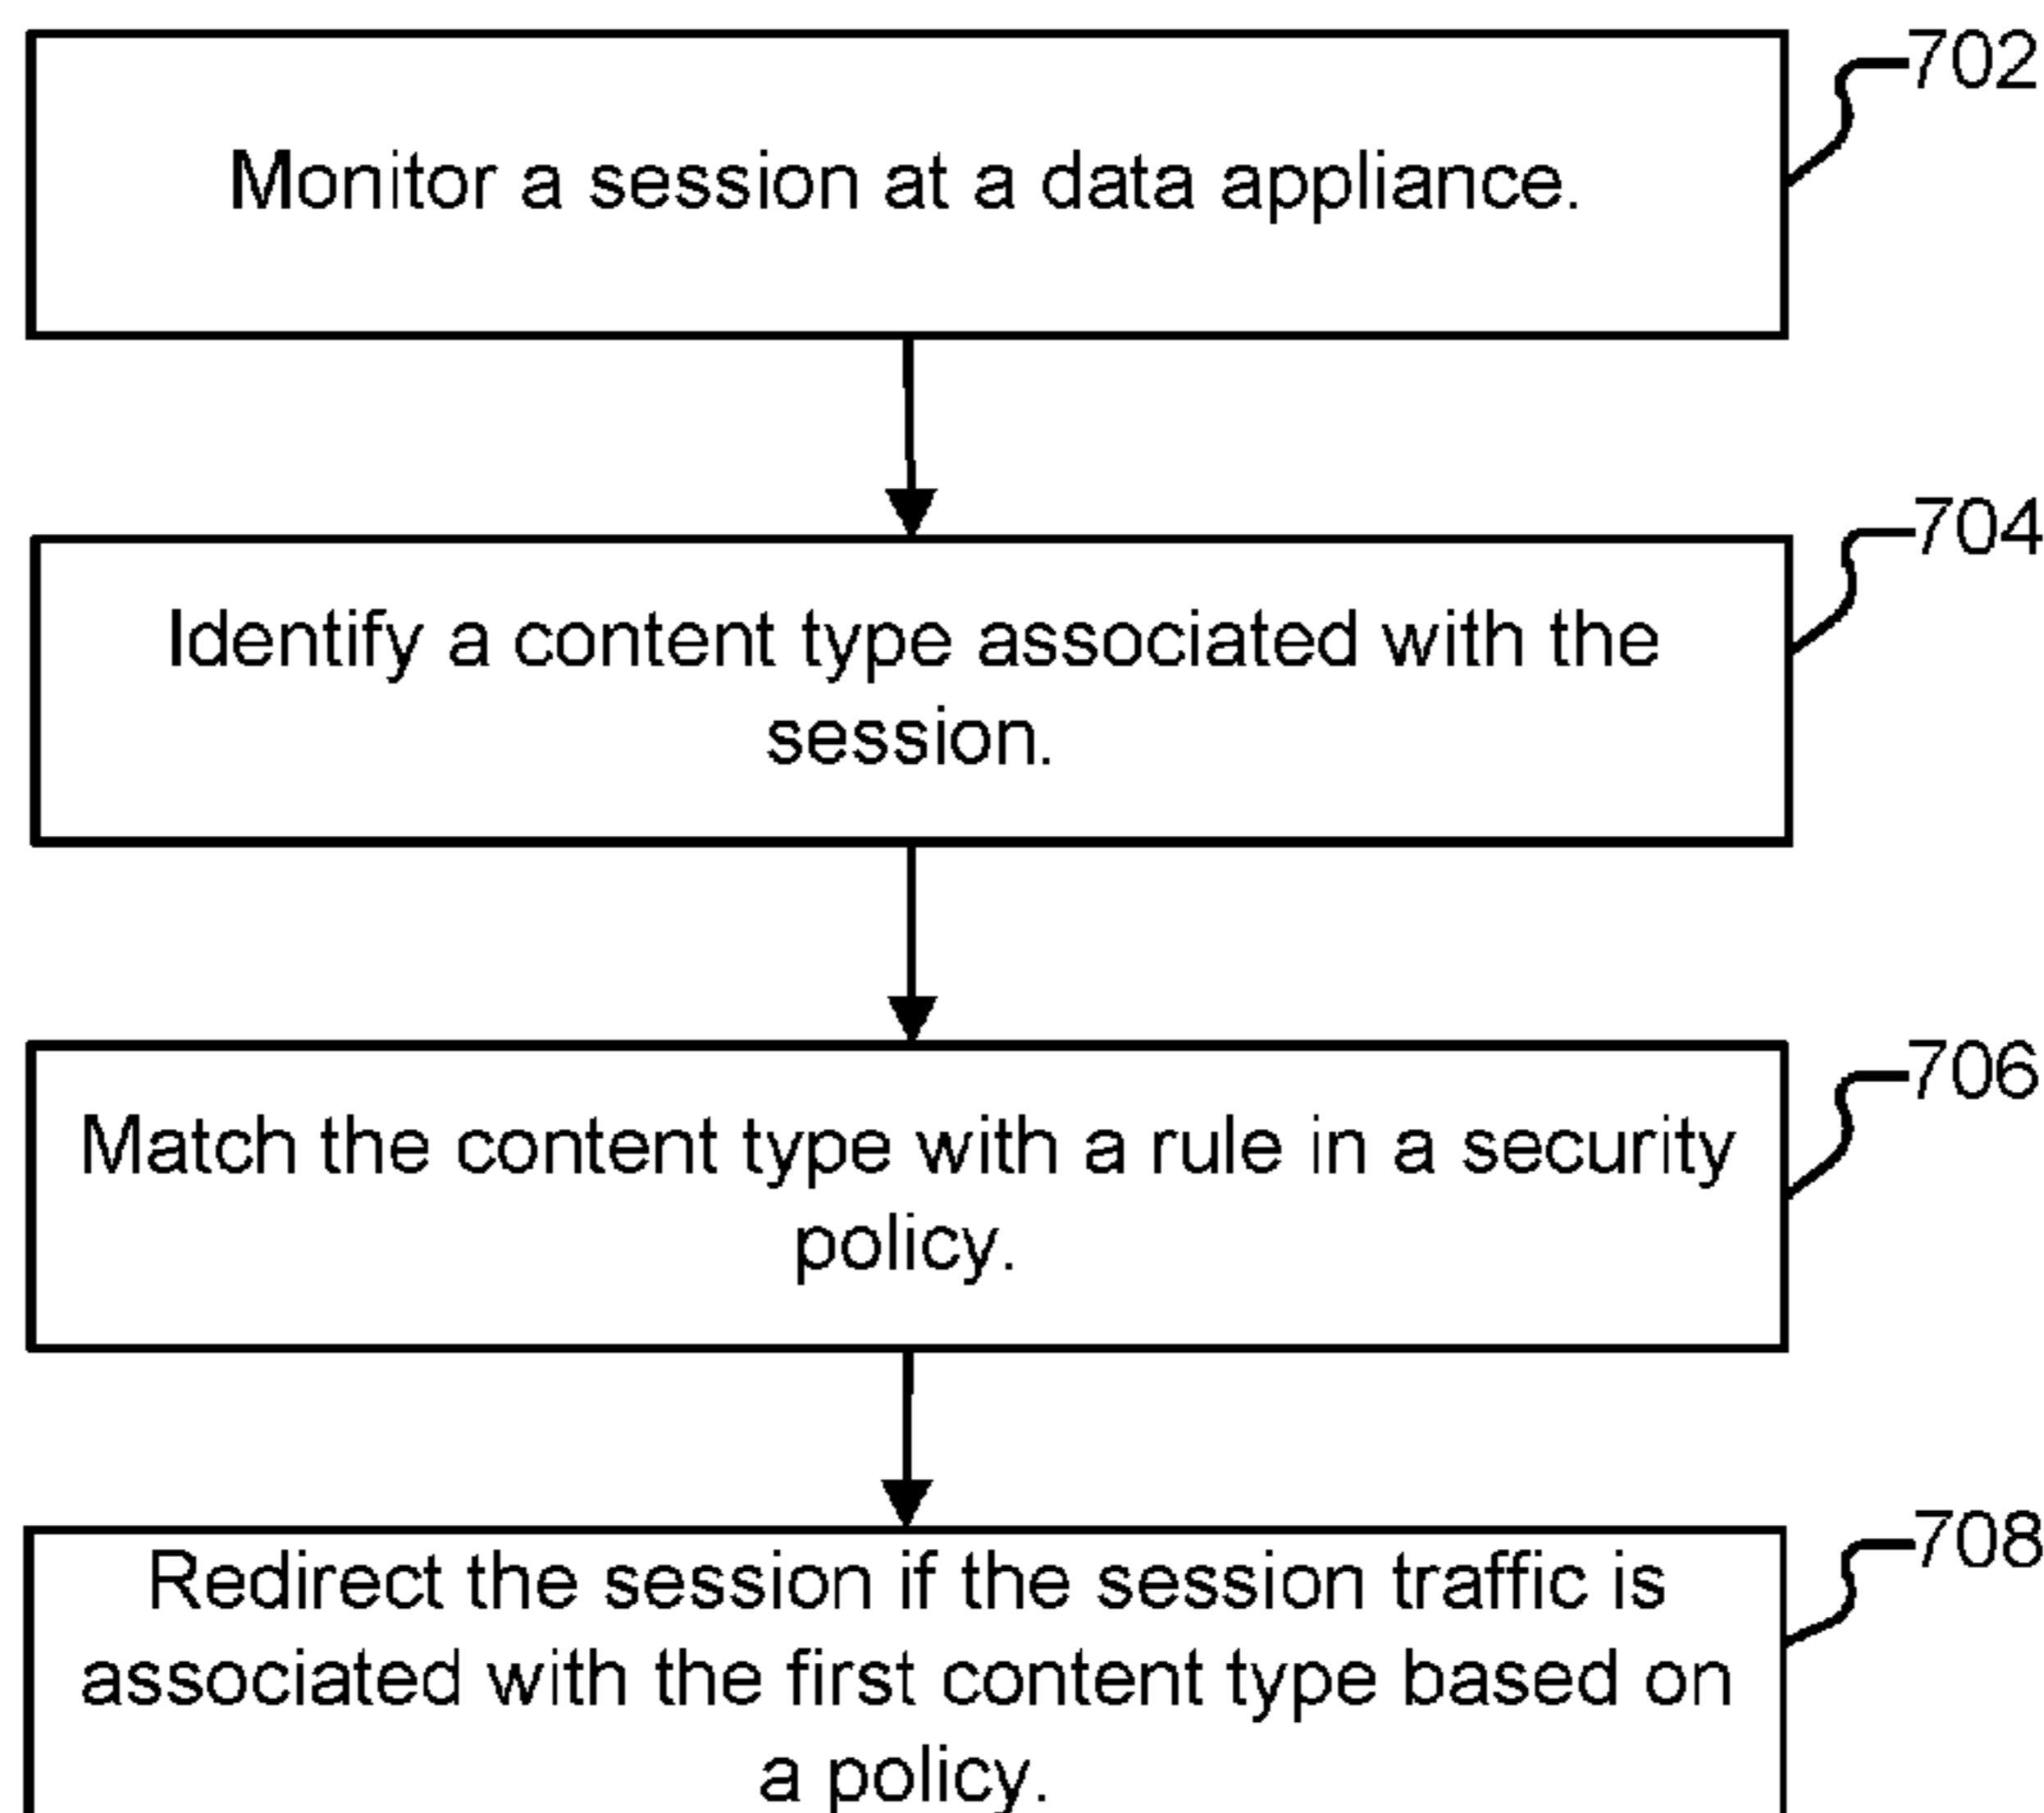 702
Monitor a session at a data appliance.
704
Identify a content type associated with the
session.
706
Match the content type with a rule in a security
policy.
708
Redirect the session if the session traffic is
associated with the first content type based on
a policy.